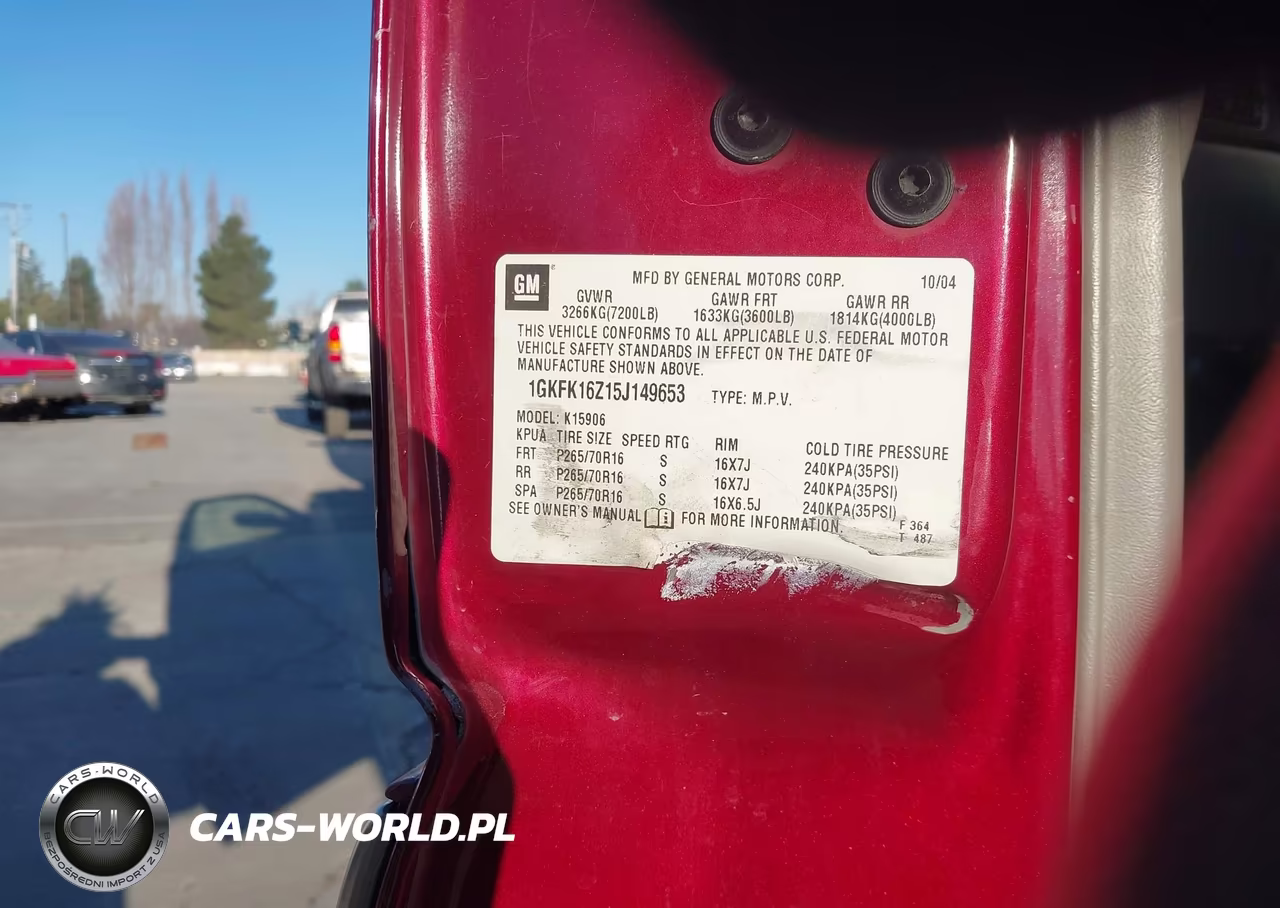 GM
MFD BY GENERAL MOTORS CORP. 10/04
GVWR GAWR FRT GAWR RR
3266KG(7200LB) 1633KG(3600LB) 1814KG(4000LB)
THIS VEHICLE CONFORMS TO ALL APPLICABLE U.S. FEDERAL MOTOR
VEHICLE SAFETY STANDARDS IN EFFECT ON THE DATE OF
MANUFACTURE SHOWN ABOVE.
1GKFK16Z15J149653 TYPE: M.P.V.
MODEL: K15906
KPUA TIRE SIZE SPEED RTG RIM COLD TIRE PRESSURE
FRT P265/70R16 S 16X7J 240KPA(35PSI)
RR P265/70R16 S 16X7J 240KPA(35PSI)
SPA P265/70R16 S 16X6.5J 240KPA(35PSI)
SEE OWNER'S MANUAL FOR MORE INFORMATION.
F 364
T 487
CARS-WORLD
CW
BEZPOŚREDNI IMPORT Z USA
CARS-WORLD.PL